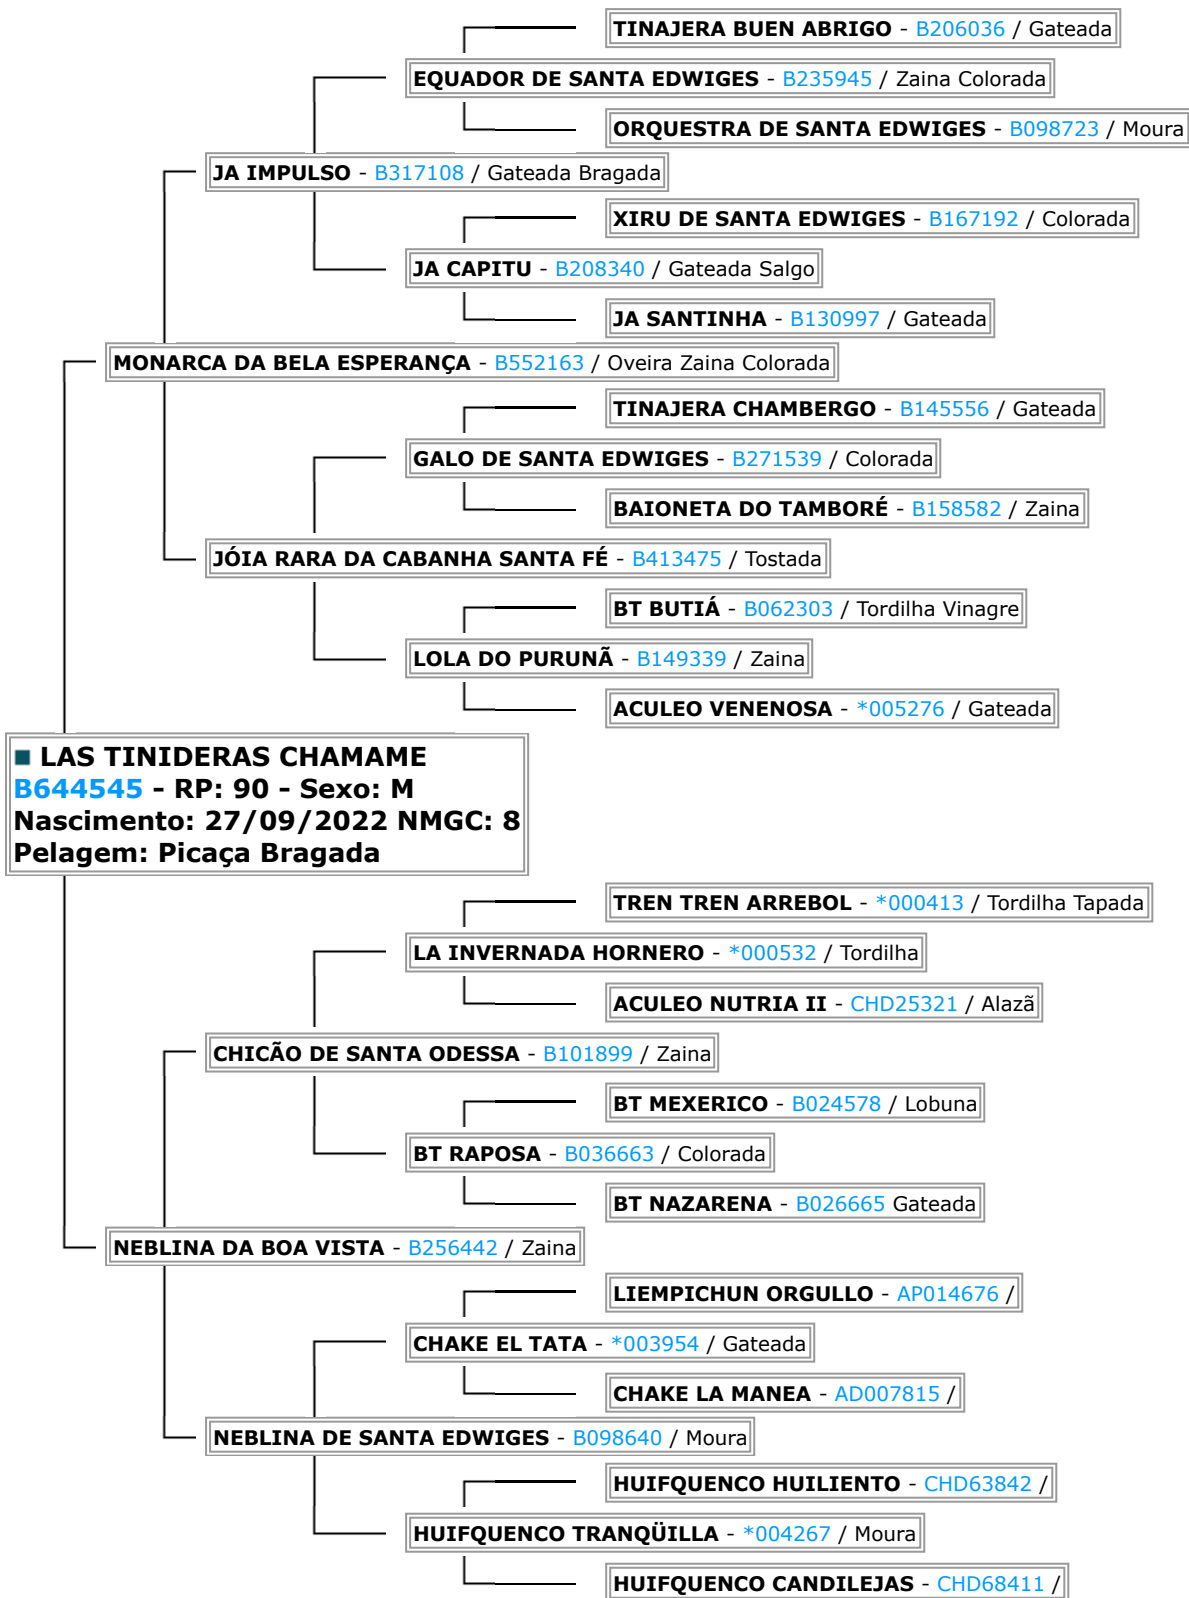 TINAJERA BUEN ABRIGO - B206036 / Gateada
EQUADOR DE SANTA EDWIGES - B235945 / Zaina Colorada
ORQUESTRA DE SANTA EDWIGES - B098723 / Moura
JA IMPULSO - B317108 / Gateada Bragada
XIRU DE SANTA EDWIGES - B167192 / Colorada
JA CAPITU - B208340 / Gateada Salgo
JA SANTINHA - B130997 / Gateada
MONARCA DA BELA ESPERANÇA - B552163 / Oveira Zaina Colorada
TINAJERA CHAMBERGO - B145556 / Gateada
GALO DE SANTA EDWIGES - B271539 / Colorada
BAIONETA DO TAMBORÉ - B158582 / Zaina
JÓIA RARA DA CABANHA SANTA FÉ - B413475 / Tostada
BT BUTIÁ - B062303 / Tordilha Vinagre
LOLA DO PURUNÃ - B149339 / Zaina
ACULEO VENENOSA - *005276 / Gateada
■ LAS TINIDERAS CHAMAME
B644545 - RP: 90 - Sexo: M
Nascimento: 27/09/2022 NMGC: 8
Pelagem: Picaça Bragada
TREN TREN ARREBOL - *000413 / Tordilha Tapada
LA INVERNADA HORNERO - *000532 / Tordilha
ACULEO NUTRIA II - CHD25321 / Alazã
CHICÃO DE SANTA ODESSA - B101899 / Zaina
BT MEXERICO - B024578 / Lobuna
BT RAPOSA - B036663 / Colorada
BT NAZARENA - B026665 Gateada
NEBLINA DA BOA VISTA - B256442 / Zaina
LIEMPICHUN ORGULLO - AP014676 /
CHAKE EL TATA - *003954 / Gateada
CHAKE LA MANEA - AD007815 /
NEBLINA DE SANTA EDWIGES - B098640 / Moura
HUIFQUENCO HUILIENTO - CHD63842 /
HUIFQUENCO TRANQÜILLA - *004267 / Moura
HUIFQUENCO CANDILEJAS - CHD68411 /